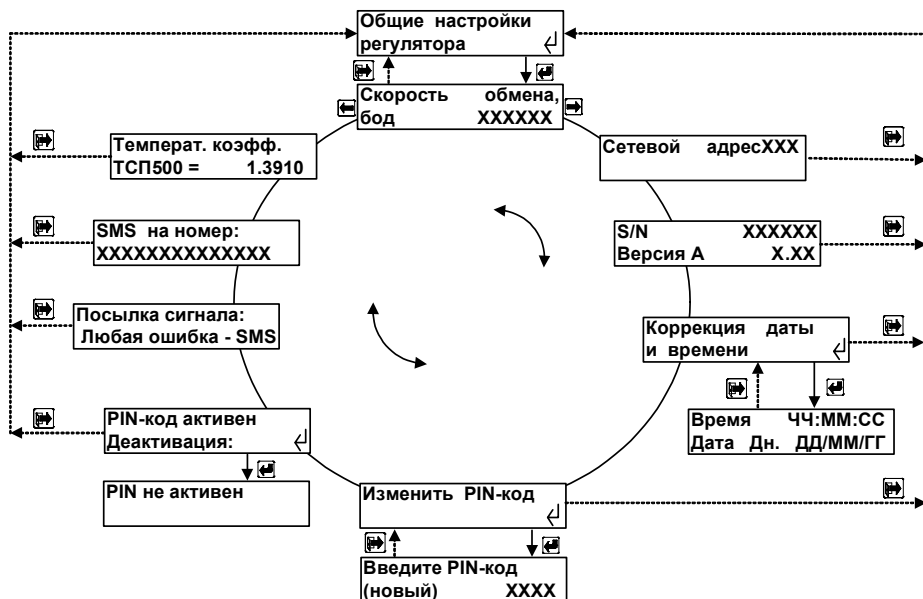 Общие настройки
регулятора
Скорость обмена,
бод XXXXXX
Температ. коэфф.
ТСП500 = 1.3910
Сетевой адресXXX
SMS на номер:
XXXXXXXXXXXXXX
S/N XXXXXX
Версия А X.XX
Посылка сигнала:
Любая ошибка - SMS
Коррекция даты
и времени
Время ЧЧ:ММ:СС
Дата Дн. ДД/ММ/ГГ
PIN-код активен
Деактивация:
PIN не активен
Изменить PIN-код
Введите PIN-код
(новый) XXXX